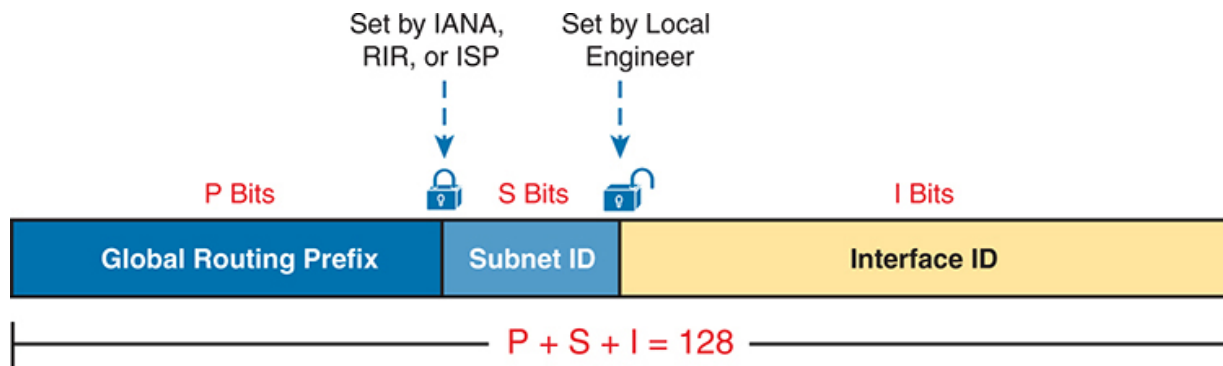 Set by IANA,
RIR, or ISP
Set by Local
Engineer
P Bits
S Bits
I Bits
Global Routing Prefix
Subnet ID
Interface ID
P + S + I = 128